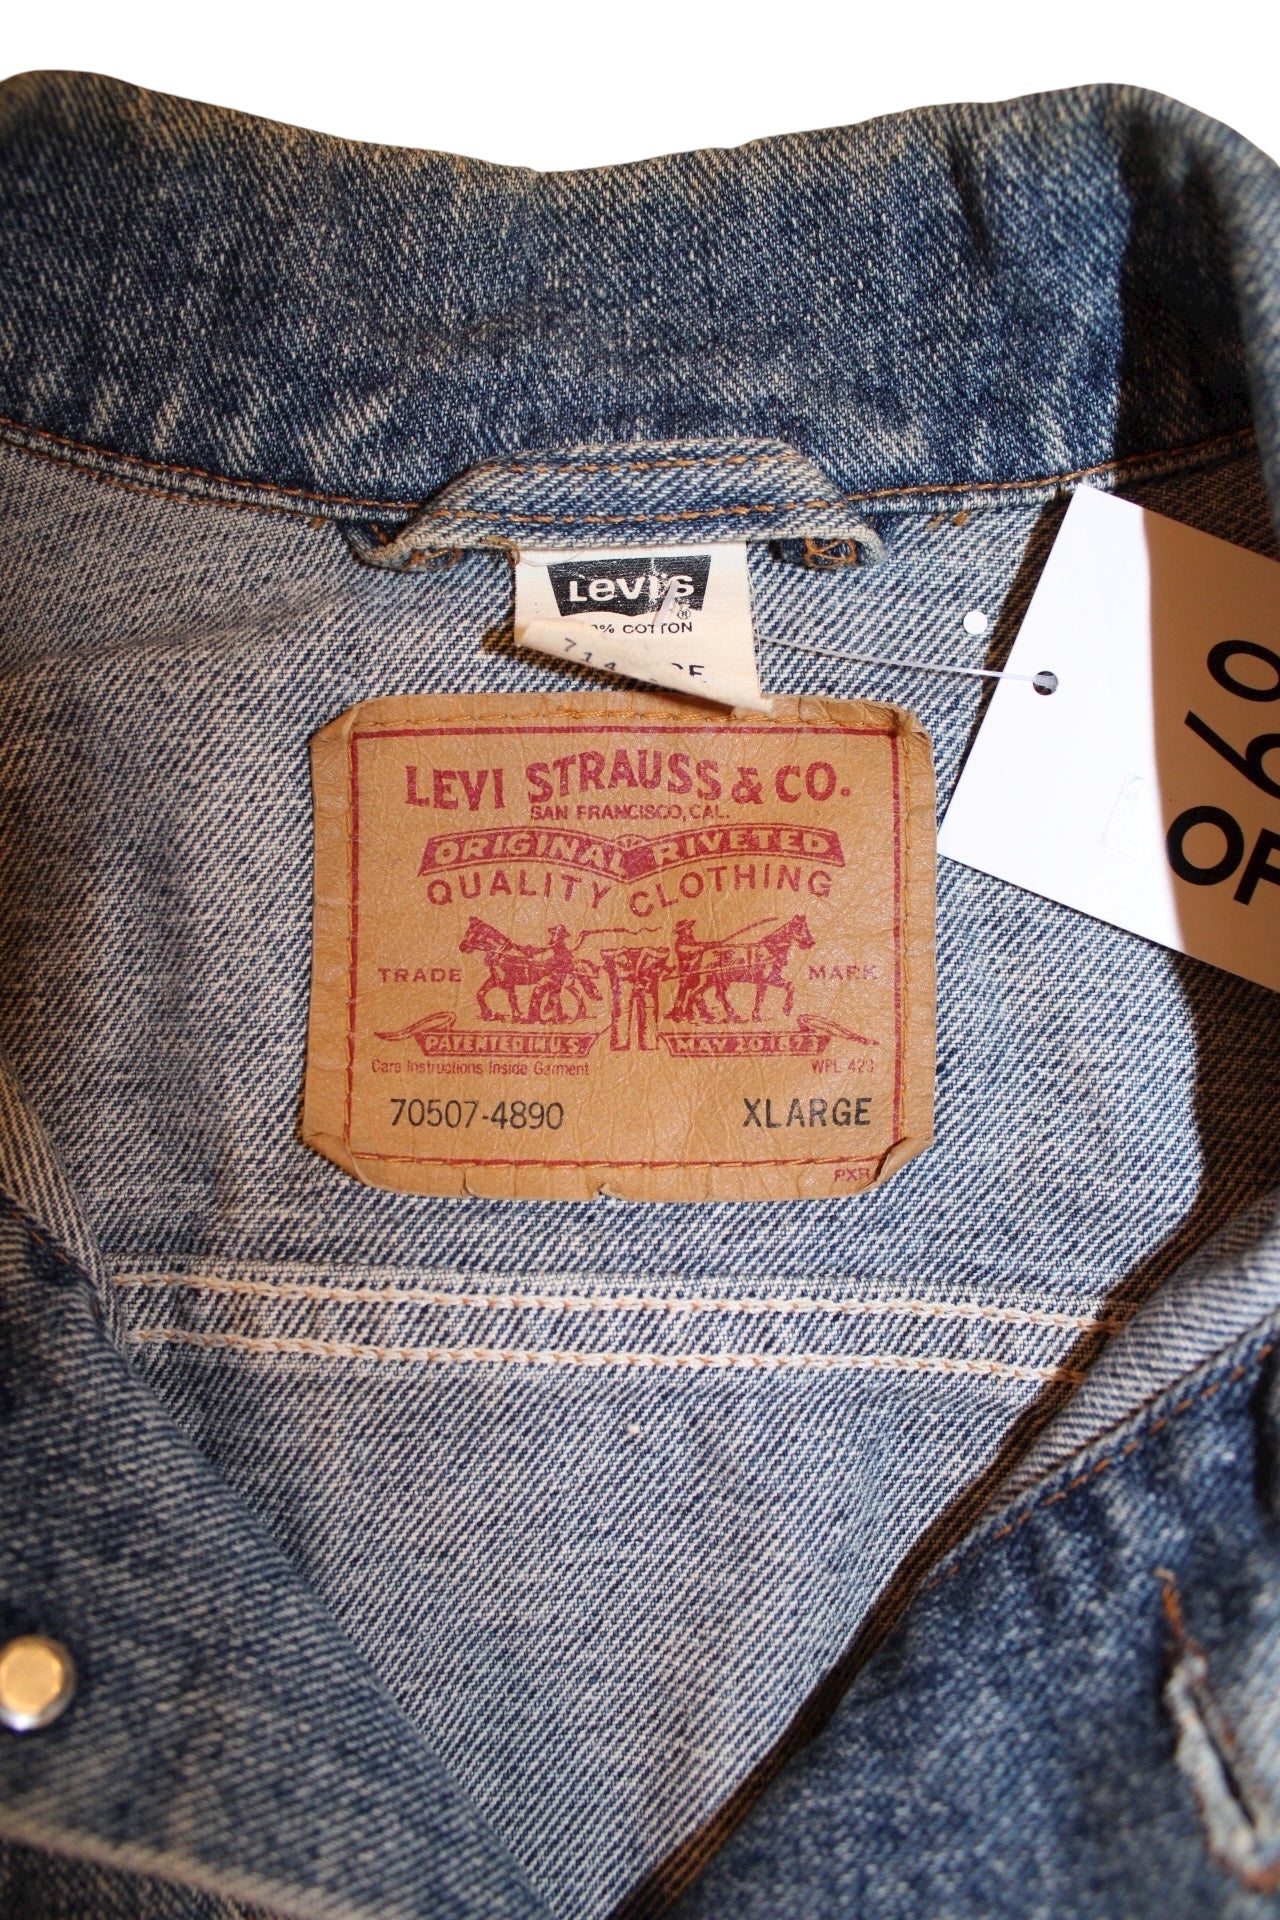 Levi's
®
% COTTON
714
LEVI STRAUSS & CO.
SAN FRANCISCO, CAL.
ORIGINAL RIVETED
QUALITY CLOTHING
TRADE MARK
PATENTED IN U.S. MAY 20 1873
Care Instructions Inside Garment WPL 423
70507-4890 XLARGE
PXR
%
OF